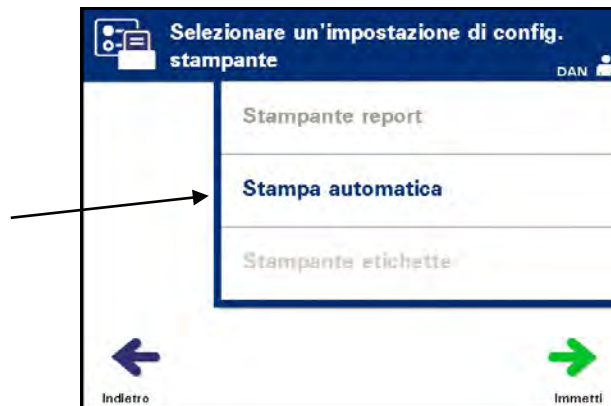 Selezionare un'impostazione di config.
stampante
DAN
Stampante report
Stampa automatica
Stampante etichette
Indietro
Immetti